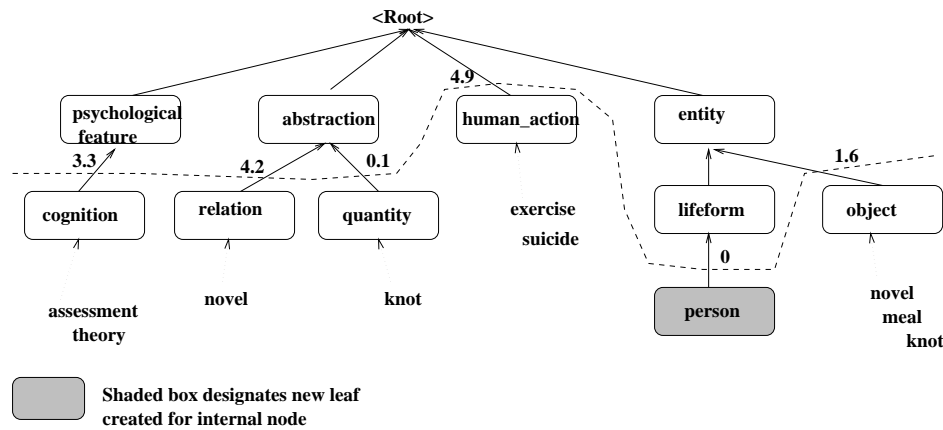 <Root>
4.9
psychological
feature
abstraction
human_action
entity
3.3
4.2
0.1
1.6
cognition
relation
quantity
exercise
suicide
lifeform
object
0
assessment
theory
novel
knot
person
novel
meal
knot
Shaded box designates new leaf
created for internal node